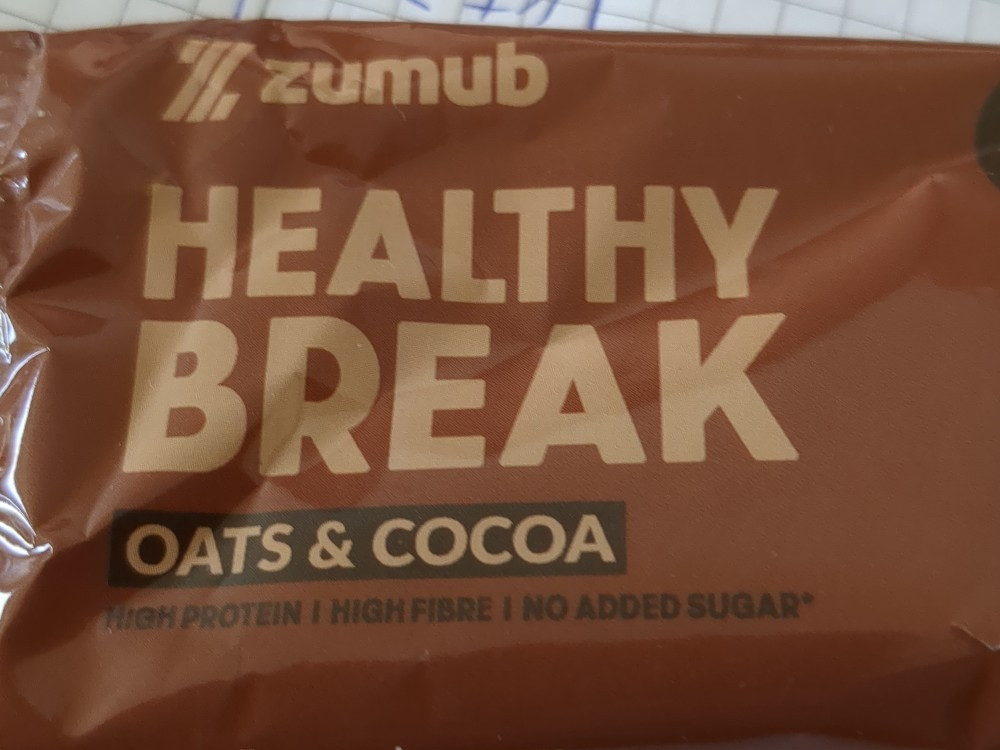 zumub
HEALTHY
BREAK
OATS & COCOA
HIGH PROTEIN I HIGH FIBRE I NO ADDED SUGAR*